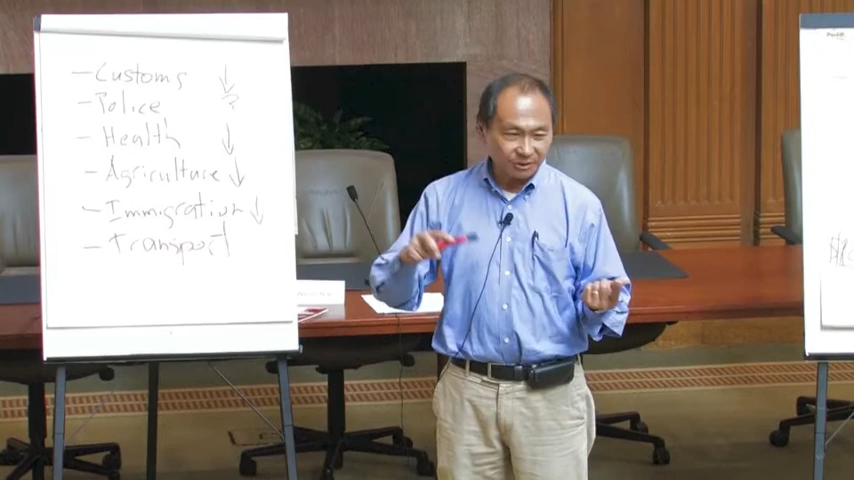 - Customs ↓
- Police ?
- Health ↓
- Agriculture ↓
- Immigration ↓
- Transport